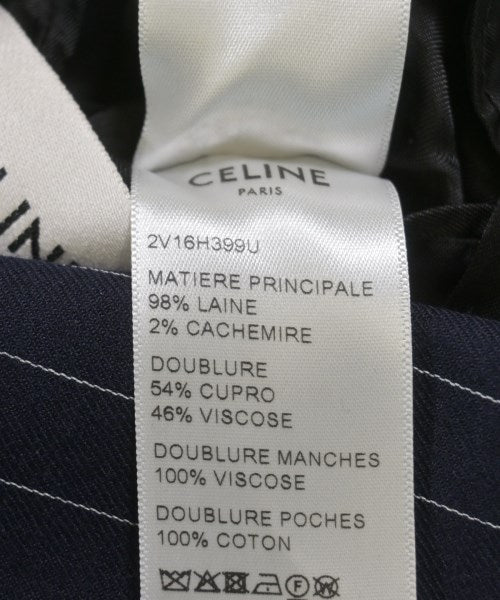 CELINE
PARIS
2V16H399U
MATIERE PRINCIPALE
98% LAINE
2% CACHEMIRE
DOUBLURE
54% CUPRO
46% VISCOSE
DOUBLURE MANCHES
100% VISCOSE
DOUBLURE POCHES
100% COTON